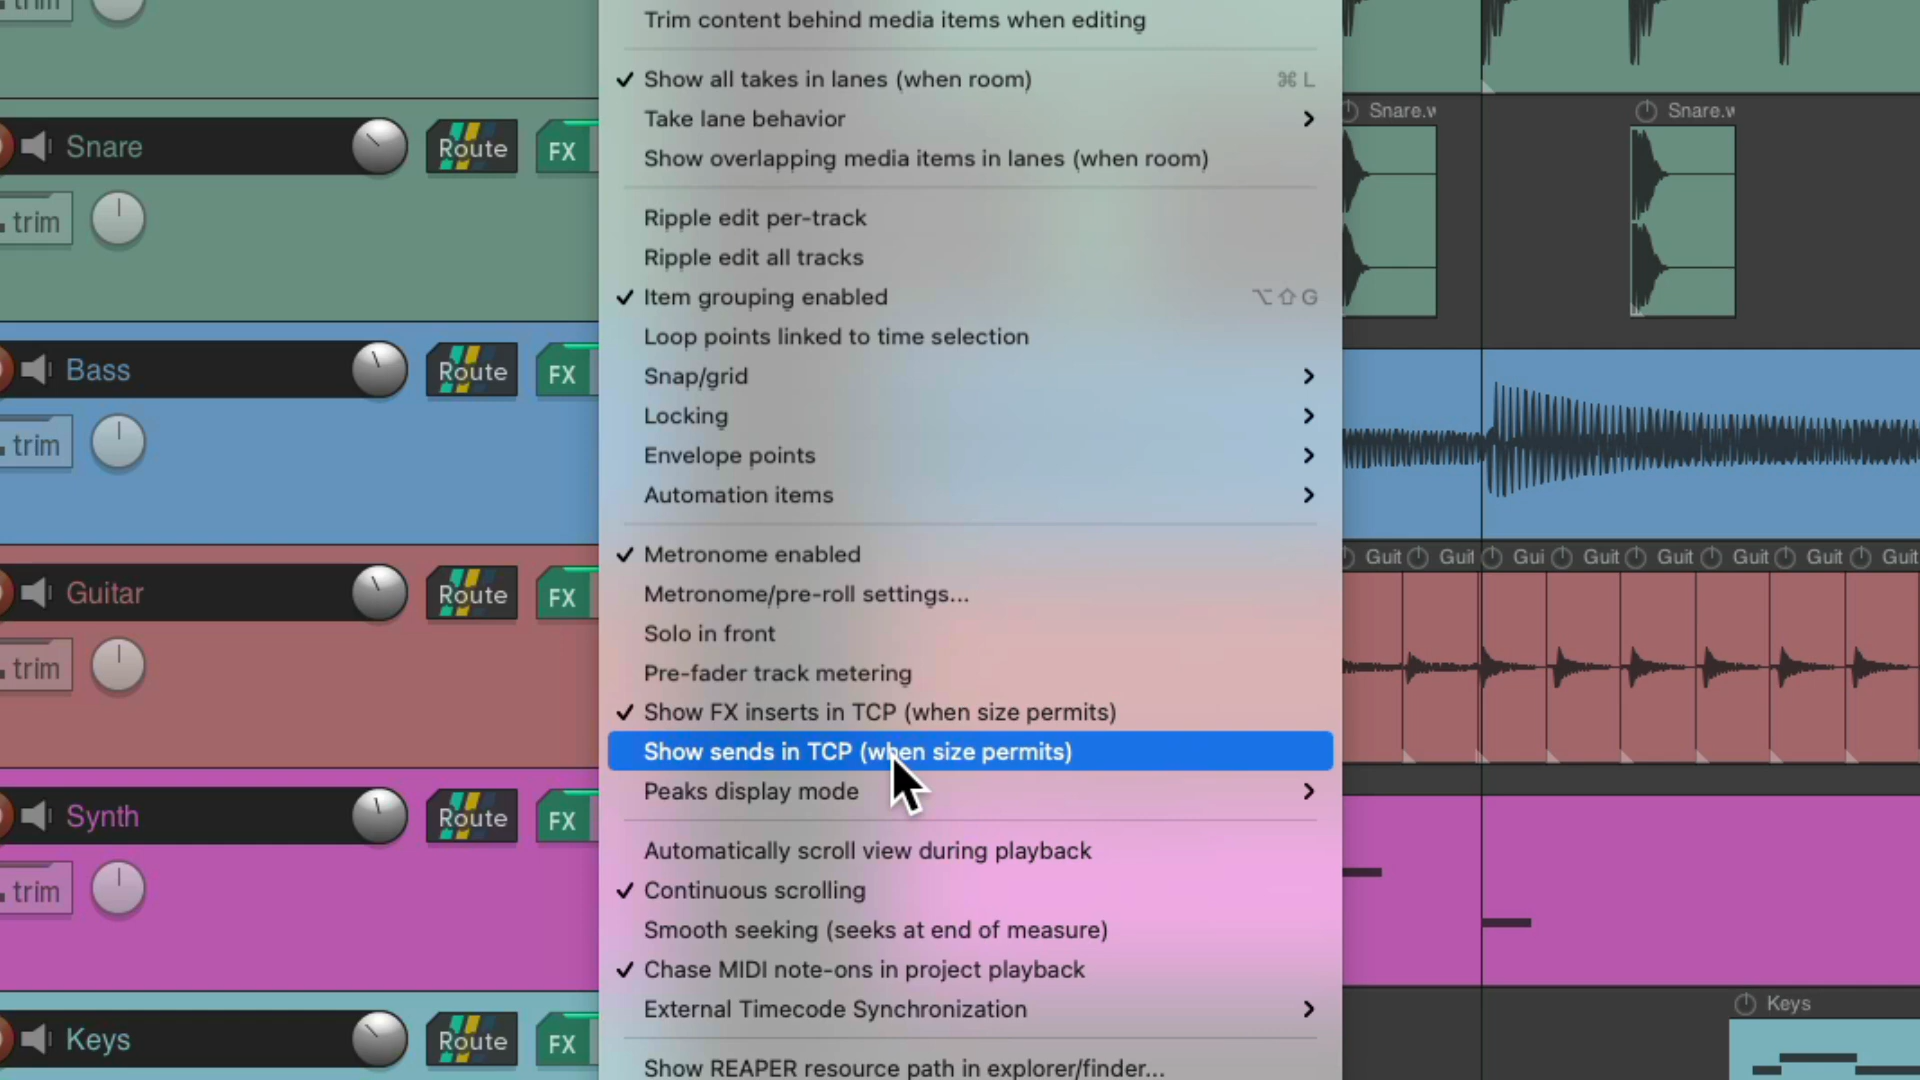 trim
Trim content behind media items when editing
Show all takes in lanes (when room) ⌘ L
Take lane behavior
Show overlapping media items in lanes (when room)
Ripple edit per-track
Ripple edit all tracks
Item grouping enabled ⌥⇧G
Loop points linked to time selection
Snap/grid
Locking
Envelope points
Automation items
Metronome enabled
Metronome/pre-roll settings...
Solo in front
Pre-fader track metering
Show FX inserts in TCP (when size permits)
Show sends in TCP (when size permits)
Peaks display mode
Automatically scroll view during playback
Continuous scrolling
Smooth seeking (seeks at end of measure)
Chase MIDI note-ons in project playback
External Timecode Synchronization
Show REAPER resource path in explorer/finder...
Snare Route FX
trim
Bass Route FX
trim
Guitar Route FX
trim
Synth Route FX
trim
Keys Route FX
Snare.w Snare.w
Guit Guit Gui Guit Guit Guit Guit Guit
Keys